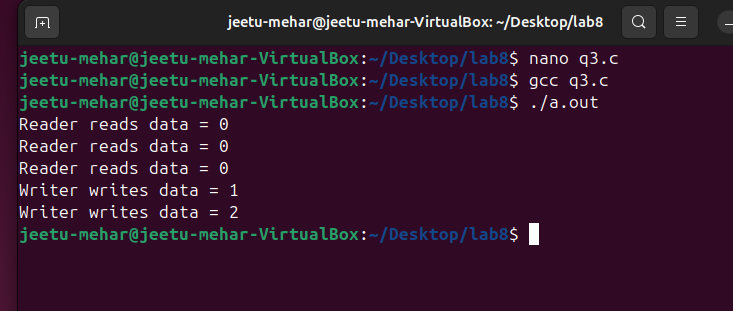 jeetu-mehar@jeetu-mehar-VirtualBox: ~/Desktop/lab8
jeetu-mehar@jeetu-mehar-VirtualBox:~/Desktop/lab8$ nano q3.c
jeetu-mehar@jeetu-mehar-VirtualBox:~/Desktop/lab8$ gcc q3.c
jeetu-mehar@jeetu-mehar-VirtualBox:~/Desktop/lab8$ ./a.out
Reader reads data = 0
Reader reads data = 0
Reader reads data = 0
Writer writes data = 1
Writer writes data = 2
jeetu-mehar@jeetu-mehar-VirtualBox:~/Desktop/lab8$